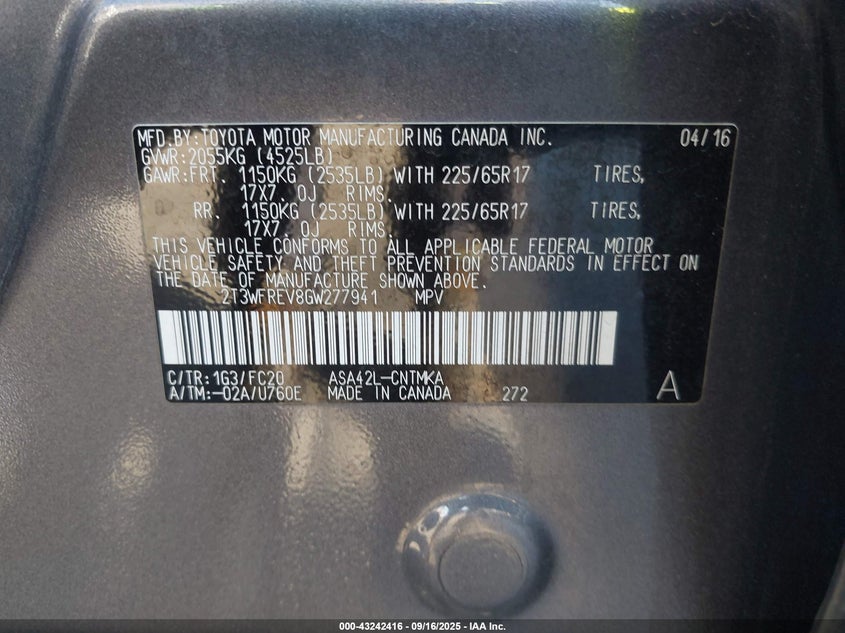 MFD.BY:TOYOTA MOTOR MANUFACTURING CANADA INC. 04/16
GVWR:2055KG (4525LB)
GAWR:FRT. 1150KG (2535LB) WITH 225/65R17 TIRES,
17X7.0J RIMS.
RR. 1150KG (2535LB) WITH 225/65R17 TIRES,
17X7.0J RIMS.
THIS VEHICLE CONFORMS TO ALL APPLICABLE FEDERAL MOTOR
VEHICLE SAFETY AND THEFT PREVENTION STANDARDS IN EFFECT ON
THE DATE OF MANUFACTURE SHOWN ABOVE.
2T3WFREV8GW277941 MPV
C/TR:1G3/FC20 ASA42L-CNTMKA
A/TM:-02A/U760E MADE IN CANADA 272 A
000-43242416 - 09/16/2025 - IAA Inc.